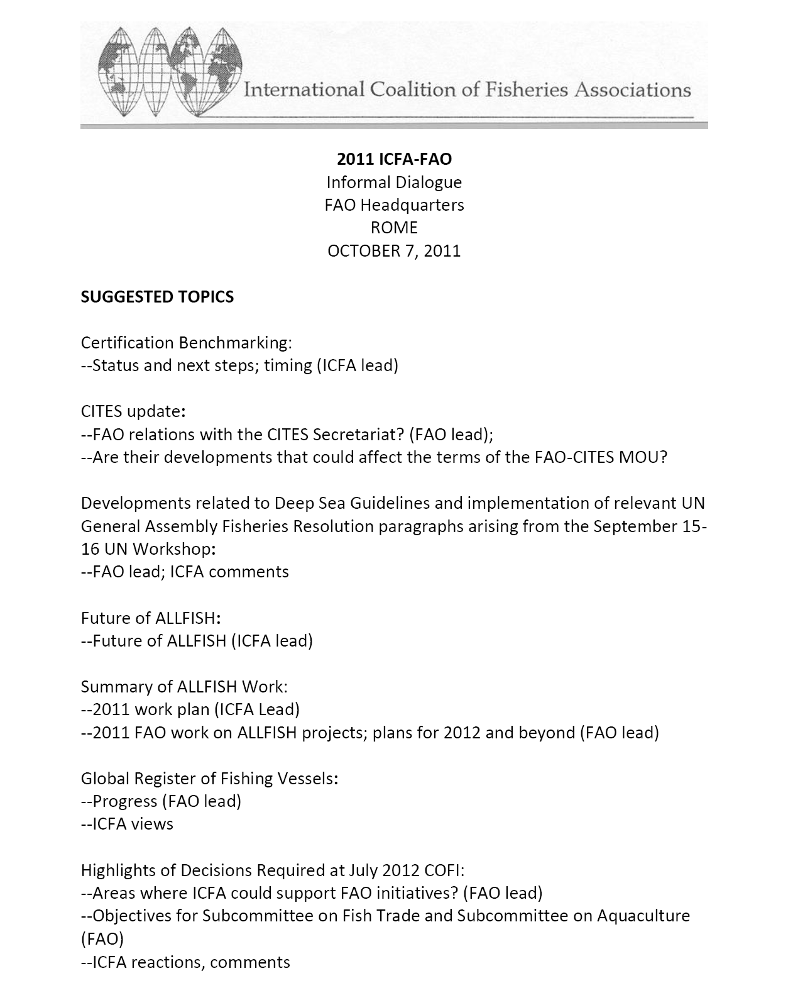 International Coalition of Fisheries Associations
2011 ICFA-FAO
Informal Dialogue
FAO Headquarters
ROME
OCTOBER 7, 2011
SUGGESTED TOPICS
Certification Benchmarking:
--Status and next steps; timing (ICFA lead)
CITES update:
--FAO relations with the CITES Secretariat? (FAO lead);
--Are their developments that could affect the terms of the FAO-CITES MOU?
Developments related to Deep Sea Guidelines and implementation of relevant UN
General Assembly Fisheries Resolution paragraphs arising from the September 15-
16 UN Workshop:
--FAO lead; ICFA comments
Future of ALLFISH:
--Future of ALLFISH (ICFA lead)
Summary of ALLFISH Work:
--2011 work plan (ICFA Lead)
--2011 FAO work on ALLFISH projects; plans for 2012 and beyond (FAO lead)
Global Register of Fishing Vessels:
--Progress (FAO lead)
--ICFA views
Highlights of Decisions Required at July 2012 COFI:
--Areas where ICFA could support FAO initiatives? (FAO lead)
--Objectives for Subcommittee on Fish Trade and Subcommittee on Aquaculture
(FAO)
--ICFA reactions, comments